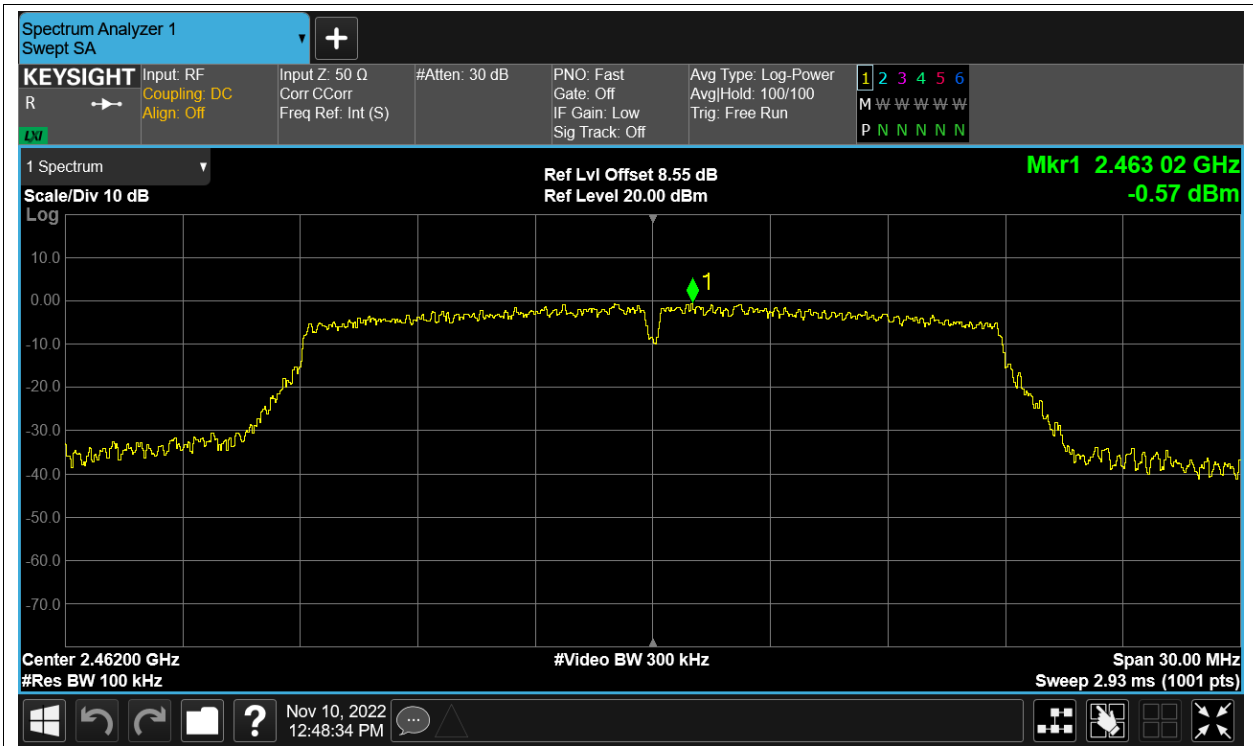 Spectrum Analyzer 1
Swept SA
+
KEYSIGHT
R
LXI
Input: RF
Coupling: DC
Align: Off
Input Z: 50 Ω
Corr CCorr
Freq Ref: Int (S)
#Atten: 30 dB
PNO: Fast
Gate: Off
IF Gain: Low
Sig Track: Off
Avg Type: Log-Power
Avg|Hold: 100/100
Trig: Free Run
1 2 3 4 5 6
M W W W W W
P N N N N N
1 Spectrum
Scale/Div 10 dB
Ref Lvl Offset 8.55 dB
Ref Level 20.00 dBm
Mkr1 2.463 02 GHz
-0.57 dBm
Log
10.0
0.00
-10.0
-20.0
-30.0
-40.0
-50.0
-60.0
-70.0
1
Center 2.46200 GHz
#Res BW 100 kHz
#Video BW 300 kHz
Span 30.00 MHz
Sweep 2.93 ms (1001 pts)
?
Nov 10, 2022
12:48:34 PM